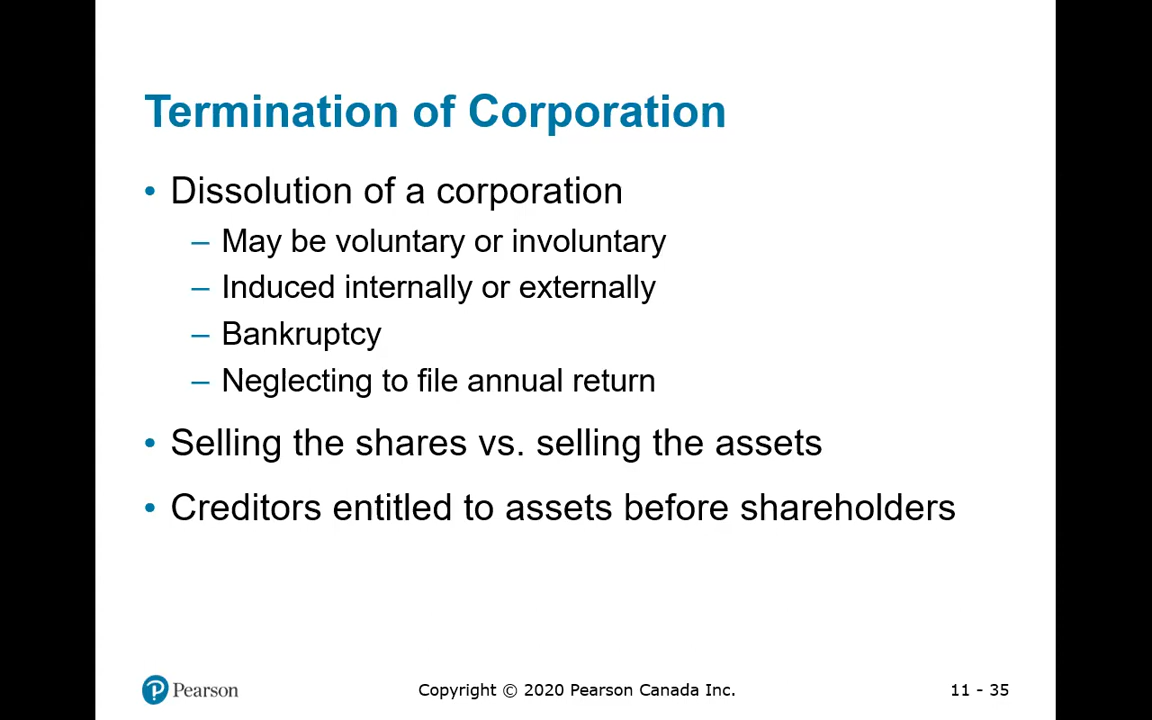 Termination of Corporation
• Dissolution of a corporation
– May be voluntary or involuntary
– Induced internally or externally
– Bankruptcy
– Neglecting to file annual return
• Selling the shares vs. selling the assets
• Creditors entitled to assets before shareholders
P Pearson
Copyright © 2020 Pearson Canada Inc.
11 - 35